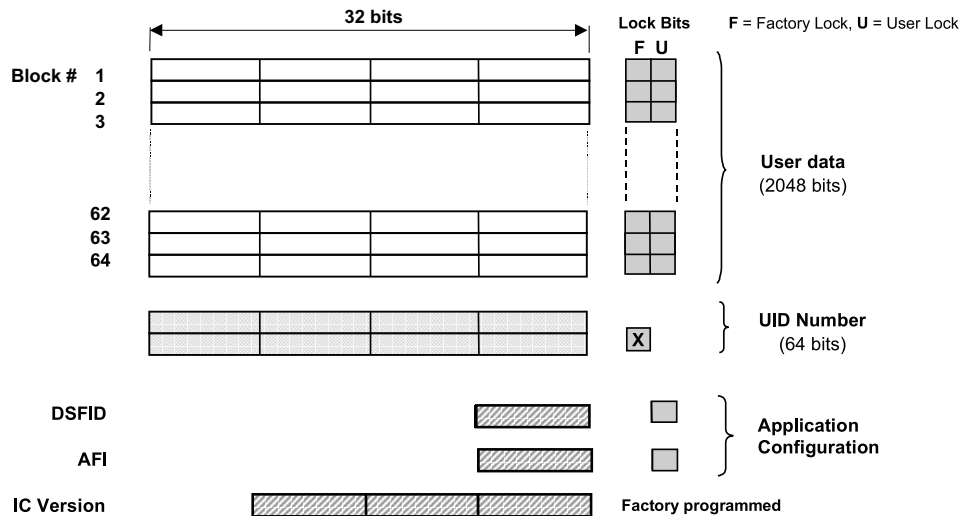 32 bits
Lock Bits
F = Factory Lock, U = User Lock
F U
Block # 1
2
3
User data
(2048 bits)
62
63
64
UID Number
(64 bits)
X
DSFID
Application
Configuration
AFI
IC Version
Factory programmed